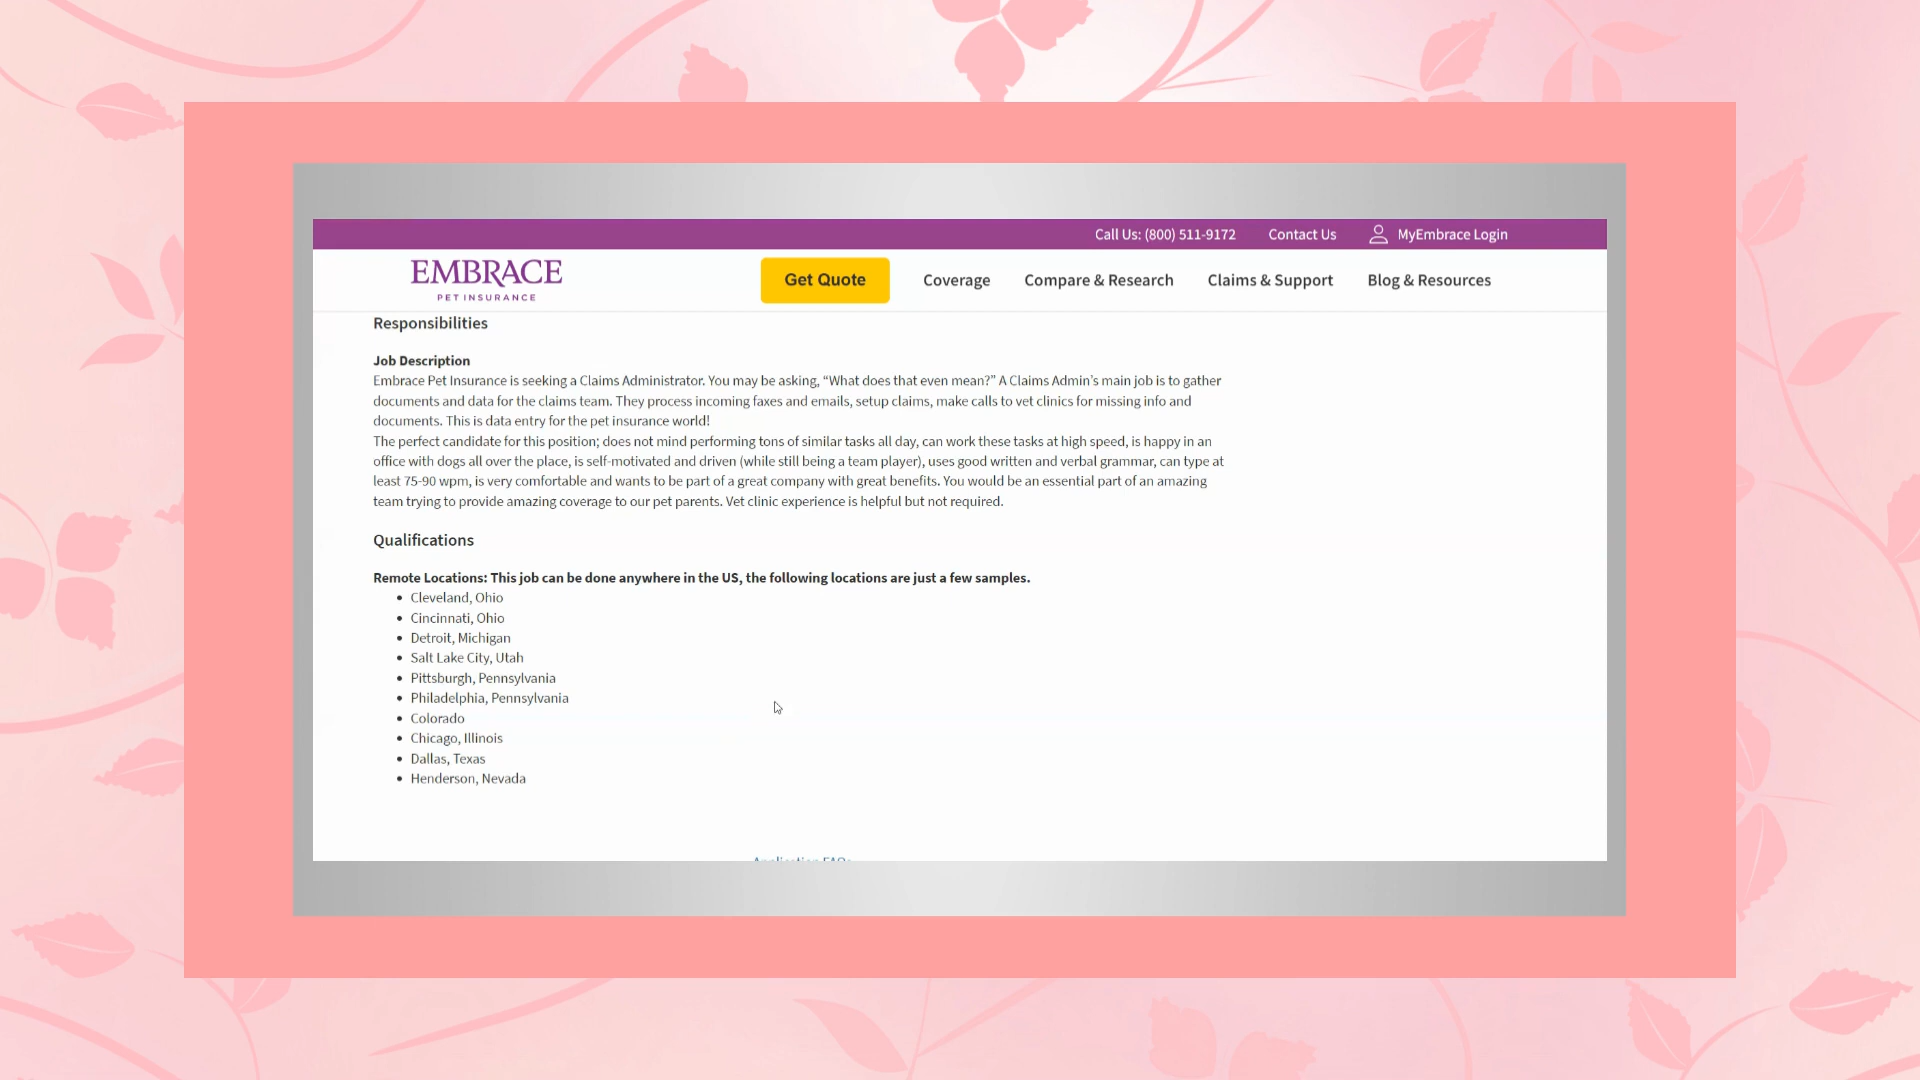 Call Us: (800) 511-9172 Contact Us MyEmbrace Login
EMBRACE
PET INSURANCE
Get Quote Coverage Compare & Research Claims & Support Blog & Resources
Responsibilities
Job Description
Embrace Pet Insurance is seeking a Claims Administrator. You may be asking, “What does that even mean?” A Claims Admin’s main job is to gather
documents and data for the claims team. They process incoming faxes and emails, setup claims, make calls to vet clinics for missing info and
documents. This is data entry for the pet insurance world!
The perfect candidate for this position; does not mind performing tons of similar tasks all day, can work these tasks at high speed, is happy in an
office with dogs all over the place, is self-motivated and driven (while still being a team player), uses good written and verbal grammar, can type at
least 75-90 wpm, is very comfortable and wants to be part of a great company with great benefits. You would be an essential part of an amazing
team trying to provide amazing coverage to our pet parents. Vet clinic experience is helpful but not required.
Qualifications
Remote Locations: This job can be done anywhere in the US, the following locations are just a few samples.
• Cleveland, Ohio
• Cincinnati, Ohio
• Detroit, Michigan
• Salt Lake City, Utah
• Pittsburgh, Pennsylvania
• Philadelphia, Pennsylvania
• Colorado
• Chicago, Illinois
• Dallas, Texas
• Henderson, Nevada